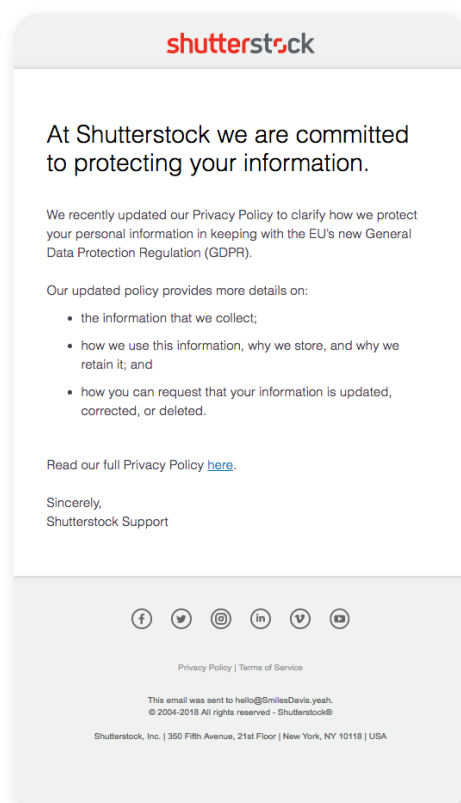 shutterstock
At Shutterstock we are committed
to protecting your information.
We recently updated our Privacy Policy to clarify how we protect
your personal information in keeping with the EU's new General
Data Protection Regulation (GDPR).
Our updated policy provides more details on:
• the information that we collect;
• how we use this information, why we store, and why we
retain it; and
• how you can request that your information is updated,
corrected, or deleted.
Read our full Privacy Policy here.
Sincerely,
Shutterstock Support
Privacy Policy | Terms of Service
This email was sent to hello@SmilesDavis.yeah.
© 2004-2018 All rights reserved - Shutterstock®
Shutterstock, Inc. | 350 Fifth Avenue, 21st Floor | New York, NY 10118 | USA